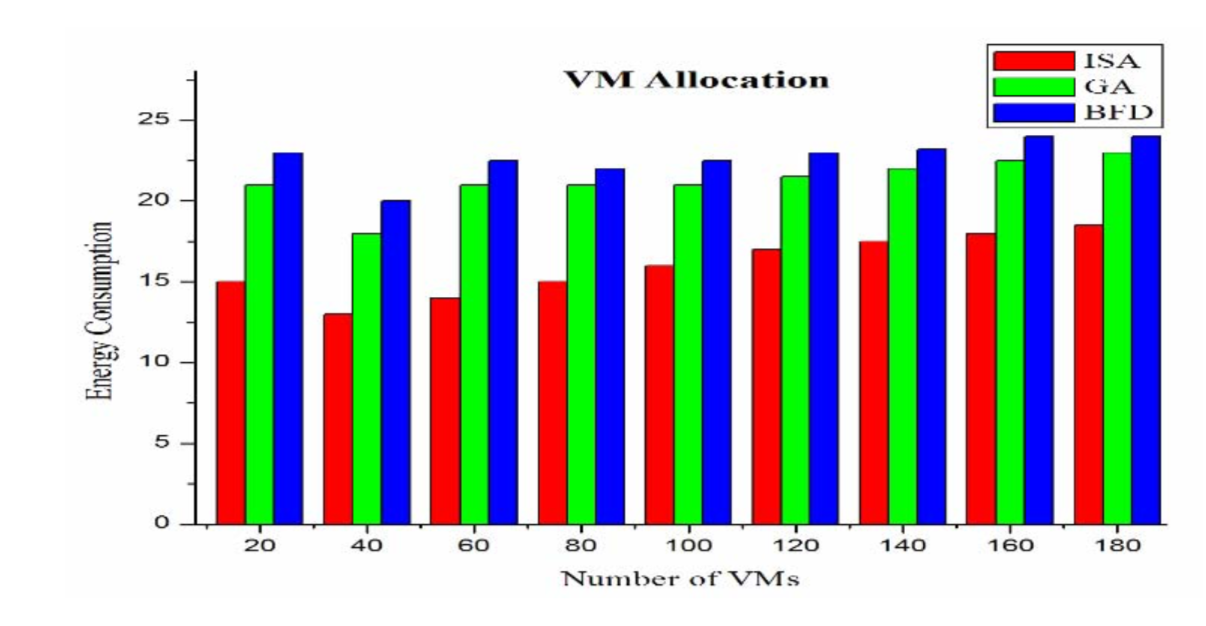 VM Allocation
ISA
GA
BFD
25
20
15
10
5
0
Energy Consumption
20 40 60 80 100 120 140 160 180
Number of VMs